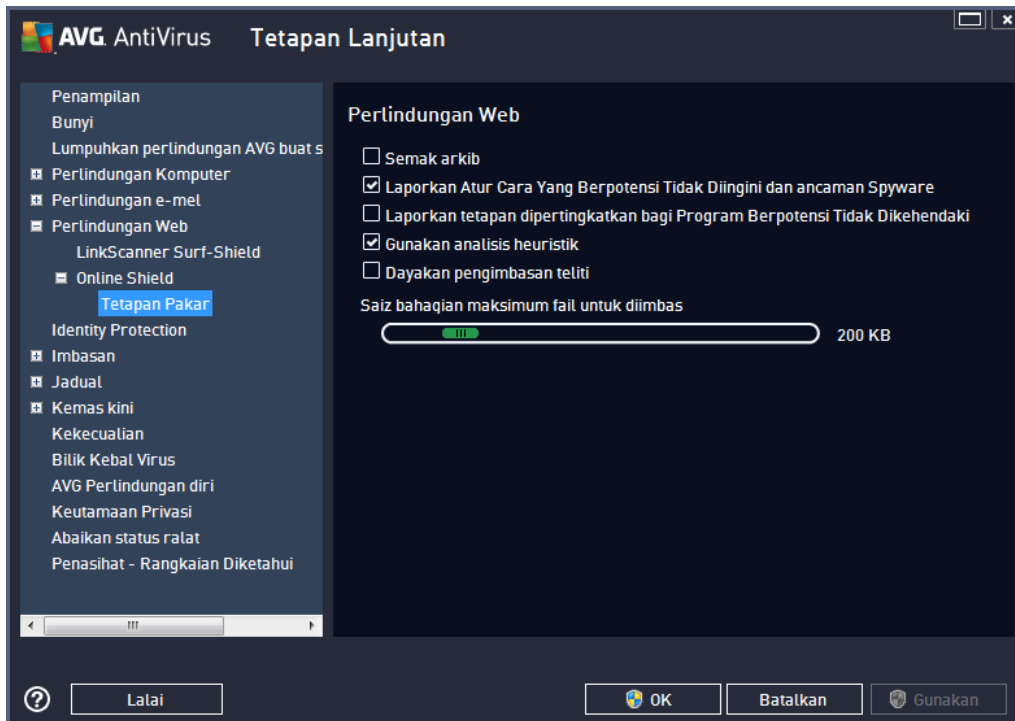 AVG AntiVirus Tetapan Lanjutan
Penampilan
Bunyi
Lumpuhkan perlindungan AVG buat s
Perlindungan Komputer
Perlindungan e-mel
Perlindungan Web
LinkScanner Surf-Shield
Online Shield
Tetapan Pakar
Identity Protection
Imbasan
Jadual
Kemas kini
Kekecualian
Bilik Kebal Virus
AVG Perlindungan diri
Keutamaan Privasi
Abaikan status ralat
Penasihat - Rangkaian Diketahui
Perlindungan Web
Semak arkib
Laporkan Atur Cara Yang Berpotensi Tidak Diingini dan ancaman Spyware
Laporkan tetapan dipertingkatkan bagi Program Berpotensi Tidak Dikehendaki
Gunakan analisis heuristik
Dayakan pengimbasan teliti
Saiz bahagian maksimum fail untuk diimbas
200 KB
Lalai
OK
Batalkan
Gunakan